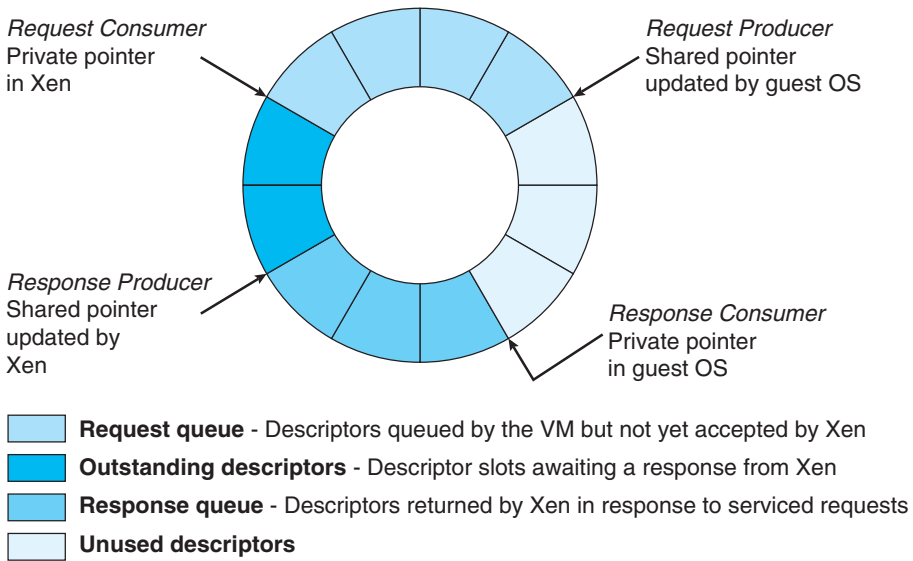 Request Consumer
Private pointer
in Xen
Request Producer
Shared pointer
updated by guest OS
Response Producer
Shared pointer
updated by
Xen
Response Consumer
Private pointer
in guest OS
Request queue - Descriptors queued by the VM but not yet accepted by Xen
Outstanding descriptors - Descriptor slots awaiting a response from Xen
Response queue - Descriptors returned by Xen in response to serviced requests
Unused descriptors